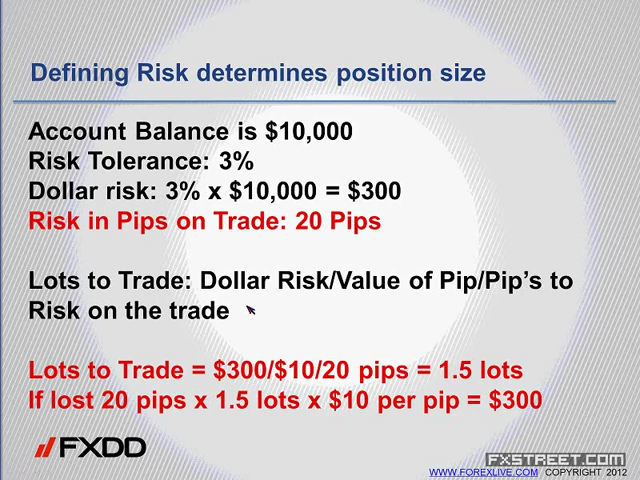 Defining Risk determines position size
Account Balance is $10,000
Risk Tolerance: 3%
Dollar risk: 3% x $10,000 = $300
Risk in Pips on Trade: 20 Pips
Lots to Trade: Dollar Risk/Value of Pip/Pip's to
Risk on the trade
Lots to Trade = $300/$10/20 pips = 1.5 lots
If lost 20 pips x 1.5 lots x $10 per pip = $300
FXDD
FXSTREET.COM
WWW.FOREXLIVE.COM COPYRIGHT 2012